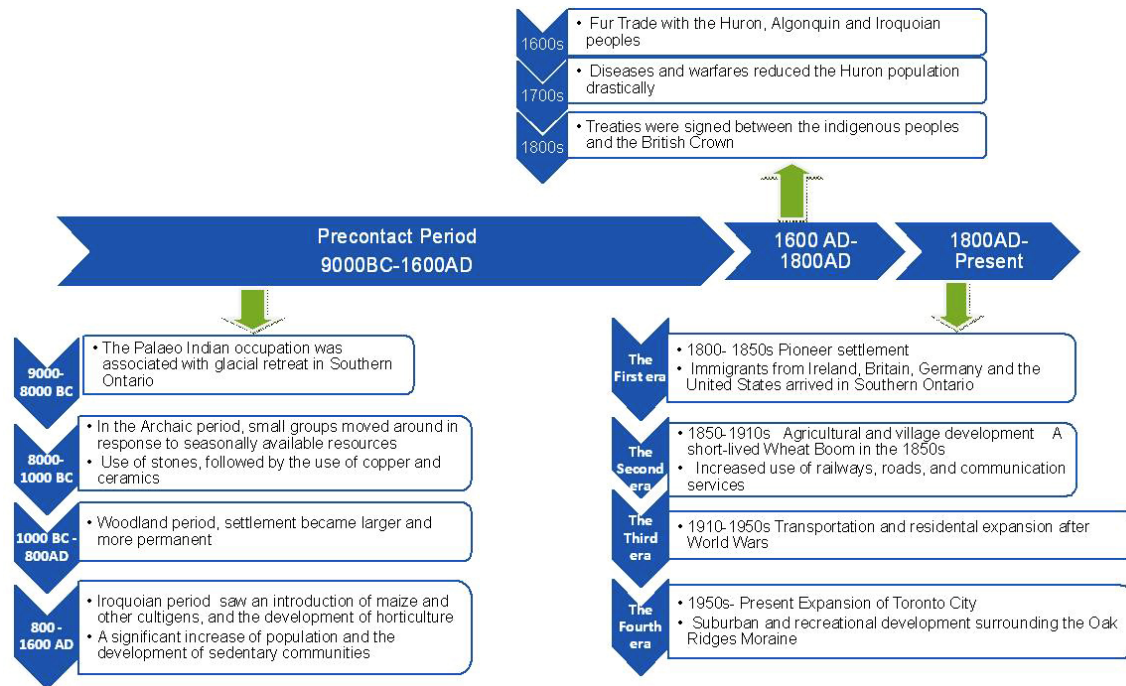 1600s
• Fur Trade with the Huron, Algonquin and Iroquoian
peoples
1700s
• Diseases and warfares reduced the Huron population
drastically
1800s
• Treaties were signed between the indigenous peoples
and the British Crown
Precontact Period
9000BC-1600AD
1600 AD-
1800AD
1800AD-
Present
9000-
8000 BC
• The Palaeo Indian occupation was
associated with glacial retreat in Southern
Ontario
8000-
1000 BC
• In the Archaic period, small groups moved around in
response to seasonally available resources
• Use of stones, followed by the use of copper and
ceramics
1000 BC -
800AD
• Woodland period, settlement became larger and
more permanent
800 -
1600 AD
• Iroquoian period saw an introduction of maize and
other cultigens, and the development of horticulture
• A significant increase of population and the
development of sedentary communities
The
First era
• 1800- 1850s Pioneer settlement
• Immigrants from Ireland, Britain, Germany and the
United States arrived in Southern Ontario
The
Second
era
• 1850-1910s Agricultural and village development A
short-lived Wheat Boom in the 1850s
• Increased use of railways, roads, and communication
services
The
Third
era
• 1910-1950s Transportation and residental expansion after
World Wars
The
Fourth
era
• 1950s- Present Expansion of Toronto City
• Suburban and recreational development surrounding the Oak
Ridges Moraine